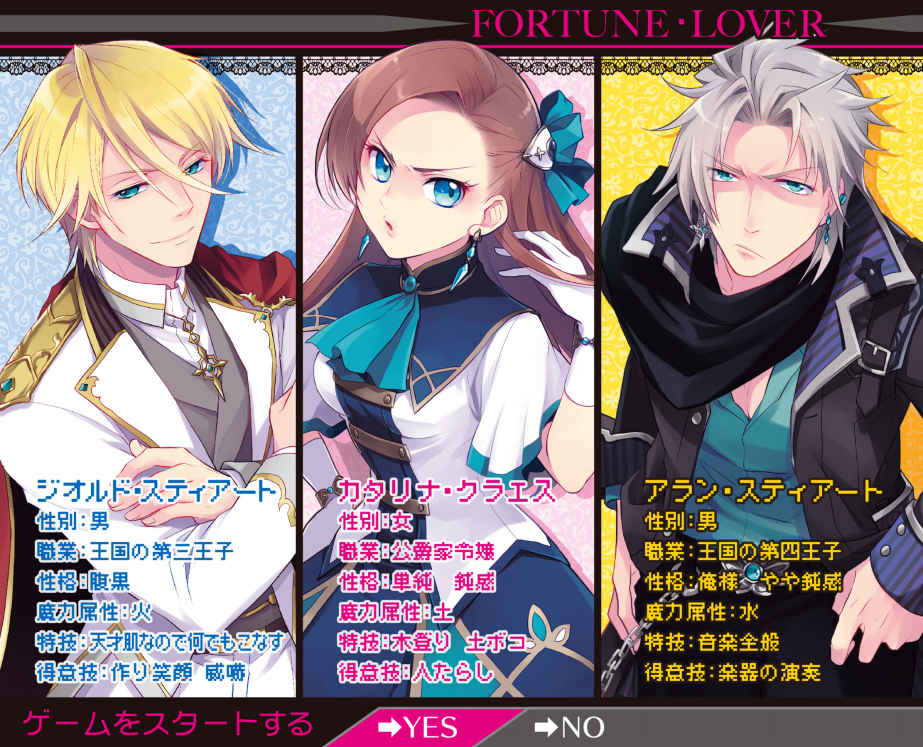 FORTUNE・LOVER
ジオルド・スティアート
性別:男
職業:王国の第三王子
性格:腹黒
魔力属性:火
特技:天才肌なので何でもこなす
得意技:作り笑顔 威嚇
カタリナ・クラエス
性別:女
職業:公爵家令嬢
性格:単純 鈍感
魔力属性:土
特技:木登り 土ボコ
得意技:人たらし
アラン・スティアート
性別:男
職業:王国の第四王子
性格:俺様 やや鈍感
魔力属性:水
特技:音楽全般
得意技:楽器の演奏
ゲームをスタートする ➡YES ➡NO